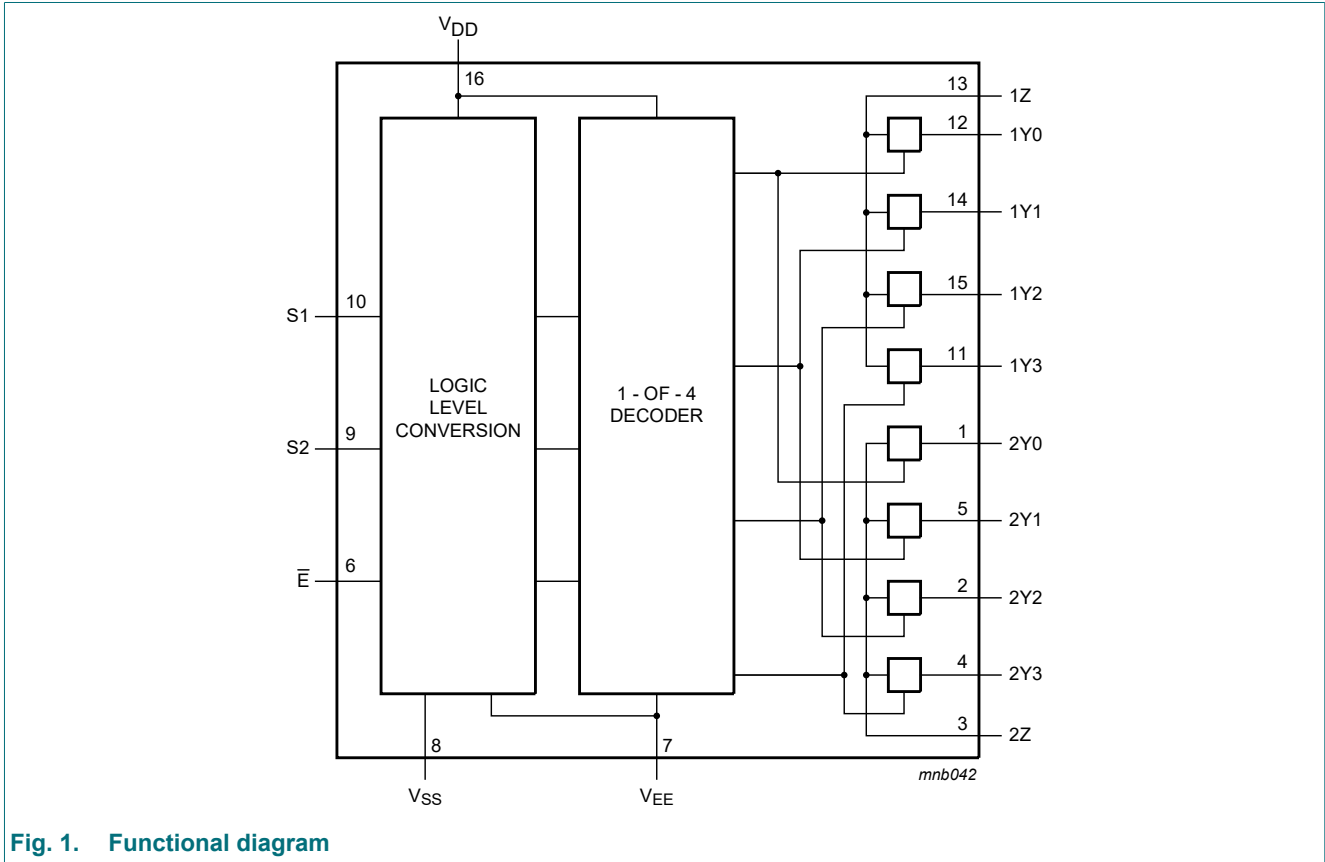 VDD
16
13 1Z
12 1Y0
14 1Y1
15 1Y2
11 1Y3
1 2Y0
5 2Y1
2 2Y2
4 2Y3
3 2Z
S1 10
S2 9
E̅ 6
LOGIC
LEVEL
CONVERSION
1 - OF - 4
DECODER
8
7
VSS
VEE
mnb042
Fig. 1. Functional diagram